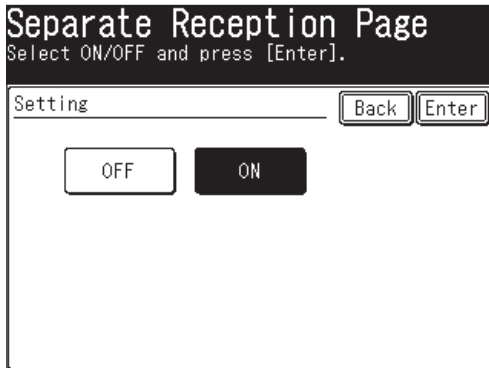 Separate Reception Page
Select ON/OFF and press [Enter].
Setting Back Enter
OFF ON